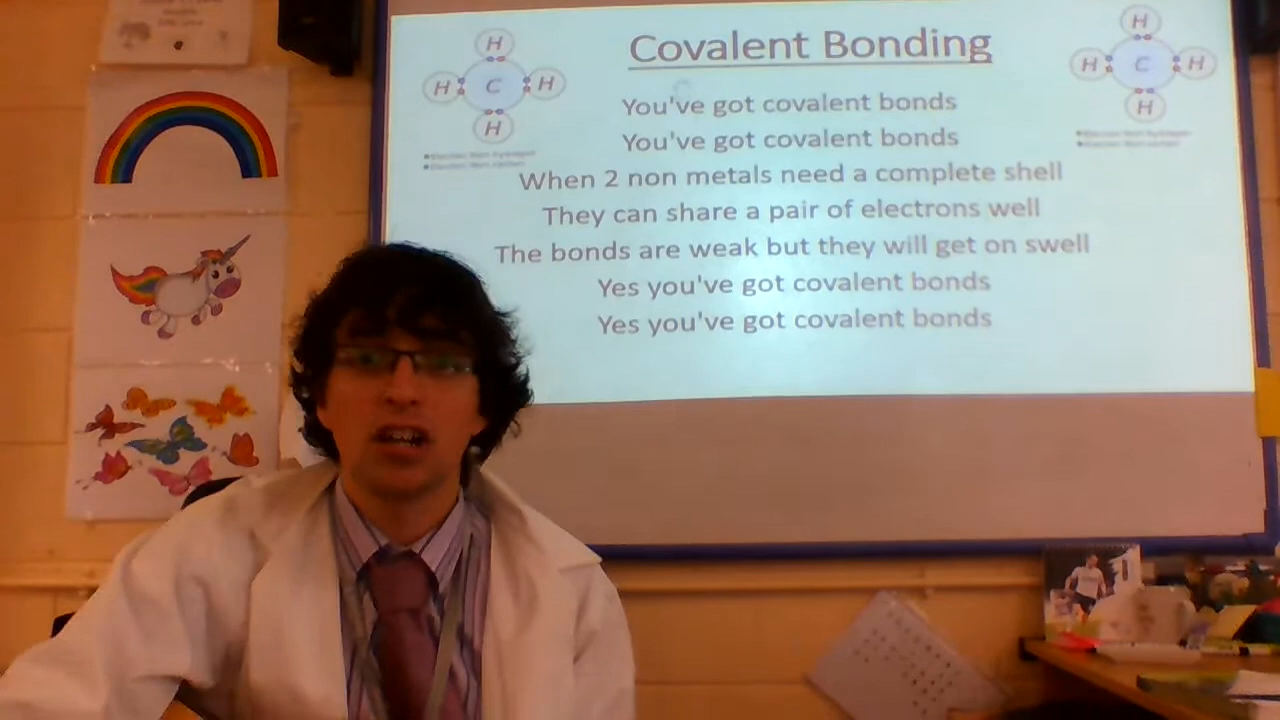 Covalent Bonding
You've got covalent bonds
You've got covalent bonds
When 2 non metals need a complete shell
They can share a pair of electrons well
The bonds are weak but they will get on swell
Yes you've got covalent bonds
Yes you've got covalent bonds
H
H C H
H
H
H C H
H